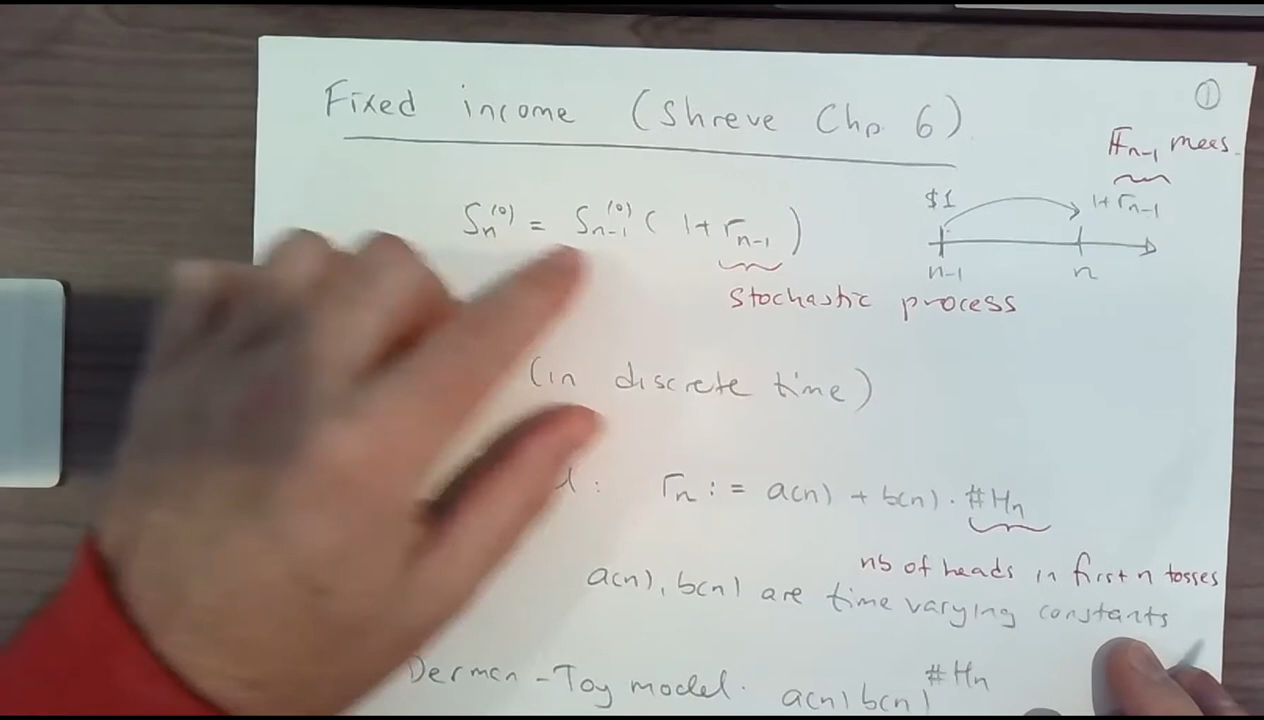 ①
Fixed income (Shreve Chp. 6)
Fn-1 meas.
Sn(0) = Sn-1(0) ( 1 + rn-1 )
$1
1+rn-1
n-1 n
stochastic process
(in discrete time)
: rn := a(n) + b(n) . #Hn
nb of heads in first n tosses
a(n), b(n) are time varying constants
Derman-Toy model. a(n) b(n)#Hn